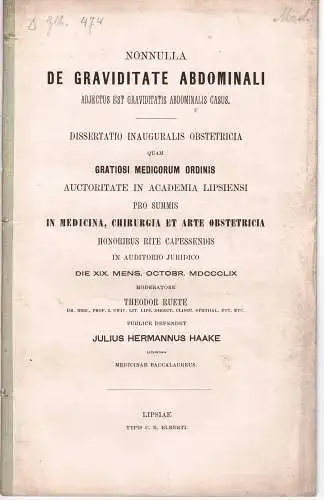 Glb. 474
NONNULLA
DE GRAVIDITATE ABDOMINALI
ADJECTUS EST GRAVIDITATIS ABDOMINALIS CASUS.
DISSERTATIO INAUGURALIS OBSTETRICIA
QUAM
GRATIOSI MEDICORUM ORDINIS
AUCTORITATE IN ACADEMIA LIPSIENSI
PRO SUMMIS
IN MEDICINA, CHIRURGIA ET ARTE OBSTETRICIA
HONORIBUS RITE CAPESSENDIS
IN AUDITORIO JURIDICO
DIE XIX. MENS. OCTOBR. MDCCCLIX
MODERATORE
THEODOR RUETE
PUBLICE DEFENDET
JULIUS HERMANNUS HAAKE
MEDICINAE BACCALAUREUS.
LIPSIAE
TYPIS C. E. ELBERTI.